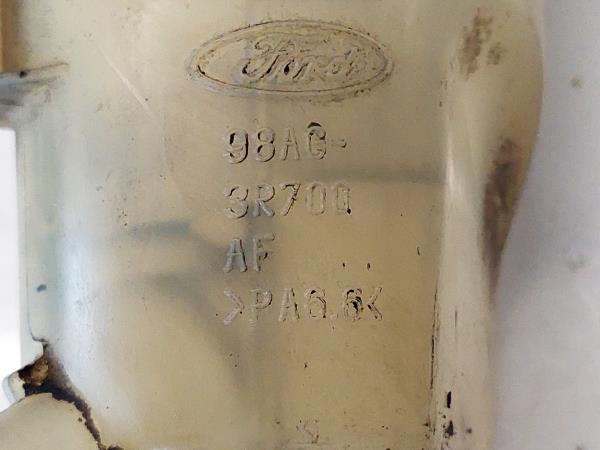 Ford
98AG-
3R700
AF
>PA6.6<